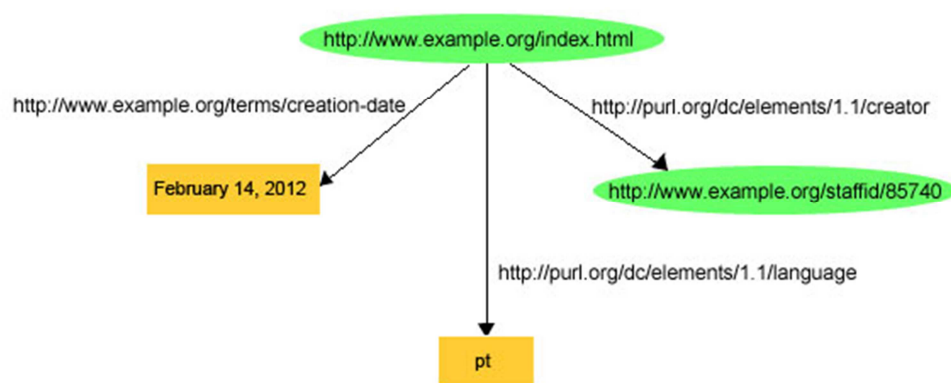 http://www.example.org/index.html
http://www.example.org/terms/creation-date
http://purl.org/dc/elements/1.1/creator
February 14, 2012
http://www.example.org/staffid/85740
http://purl.org/dc/elements/1.1/language
pt